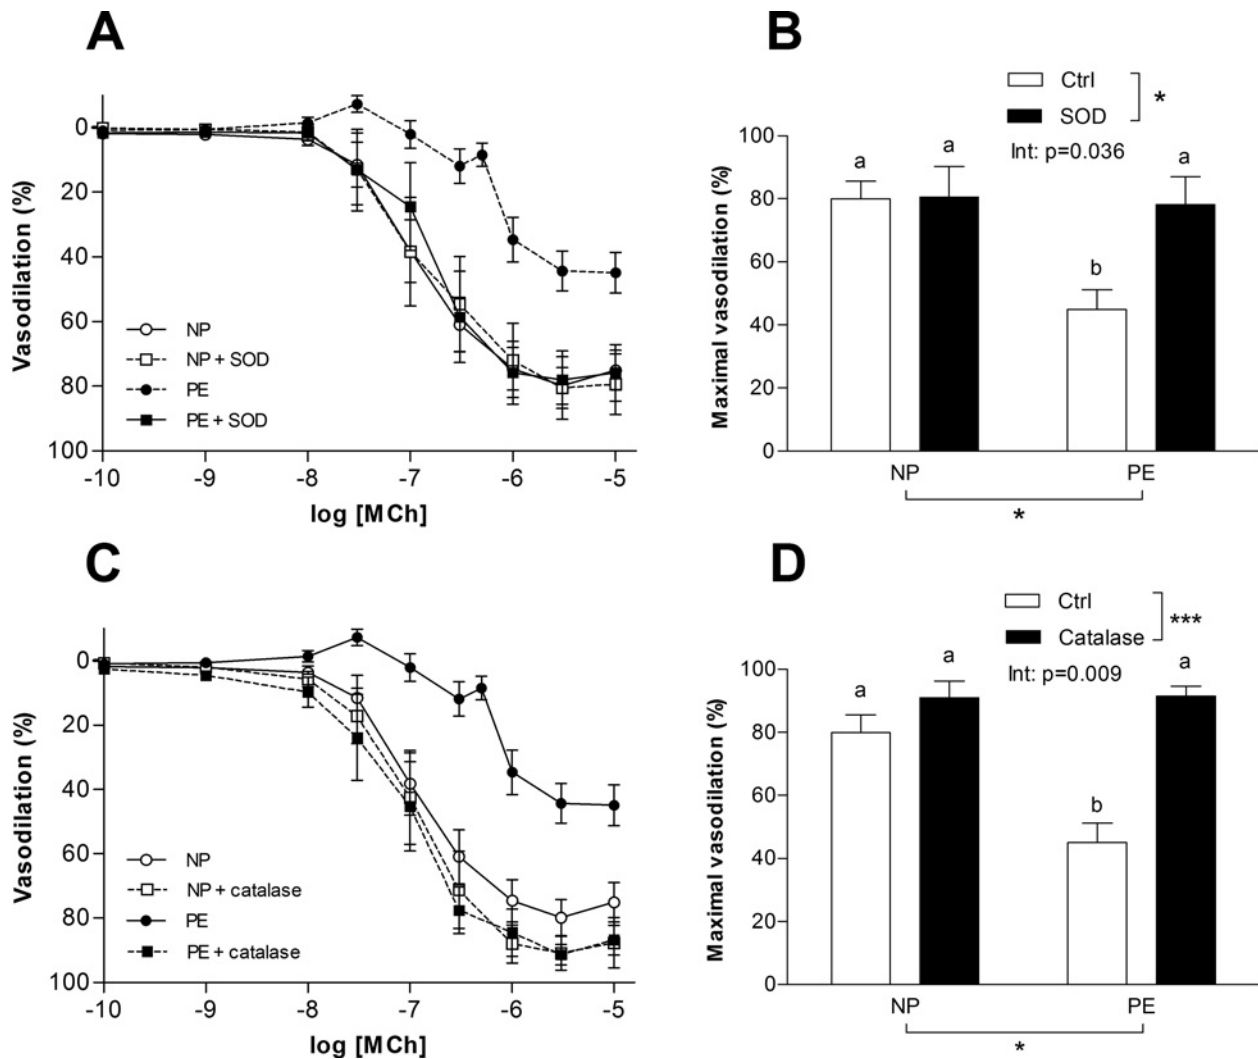 A
Vasodilation (%)
0
20
40
60
80
100
NP
NP + SOD
PE
PE + SOD
-10 -9 -8 -7 -6 -5
log [MCh]
B
Ctrl
SOD
*
Int: p=0.036
Maximal vasodilation (%)
100
80
60
40
20
0
a a b a
NP PE
*
C
Vasodilation (%)
0
20
40
60
80
100
NP
NP + catalase
PE
PE + catalase
-10 -9 -8 -7 -6 -5
log [MCh]
D
Ctrl
Catalase
***
Int: p=0.009
Maximal vasodilation (%)
100
80
60
40
20
0
a a b a
NP PE
*